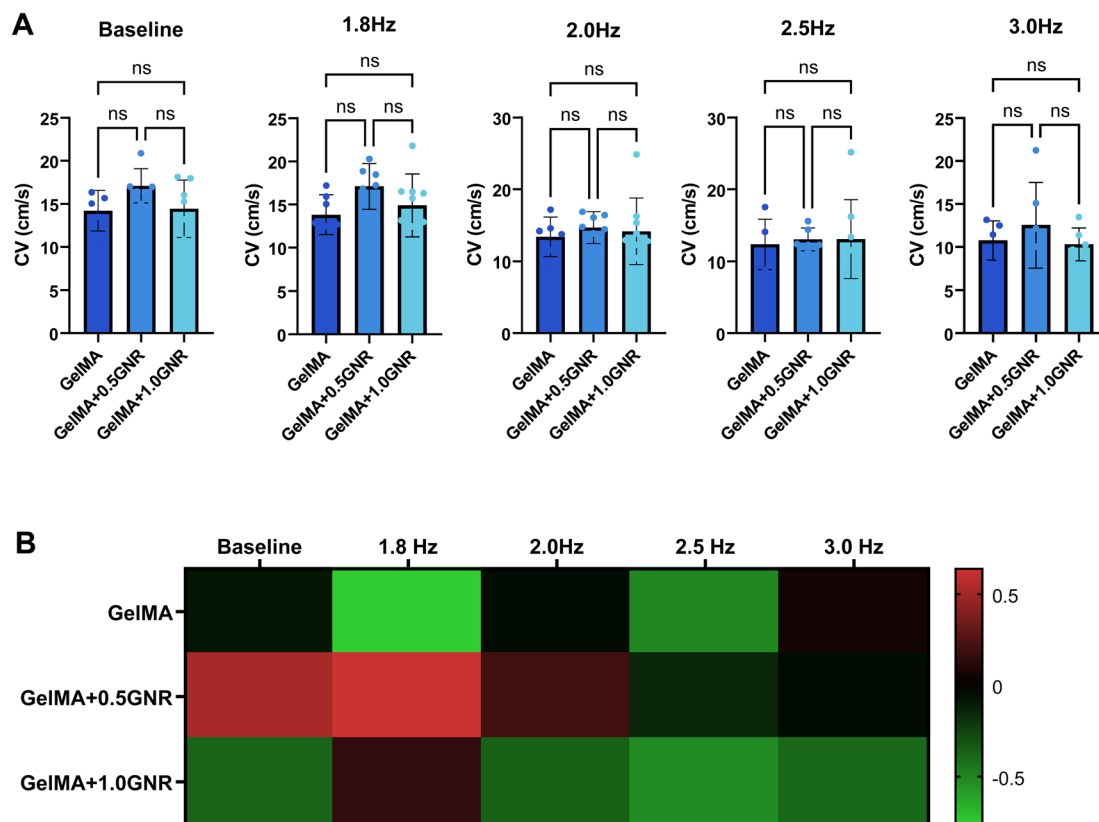 A
Baseline
1.8Hz
2.0Hz
2.5Hz
3.0Hz
ns
ns
ns
25
20
15
10
5
0
CV (cm/s)
GelMA
GelMA+0.5GNR
GelMA+1.0GNR
ns
ns
ns
25
20
15
10
5
0
CV (cm/s)
GelMA
GelMA+0.5GNR
GelMA+1.0GNR
ns
ns
ns
30
20
10
0
CV (cm/s)
GelMA
GelMA+0.5GNR
GelMA+1.0GNR
ns
ns
ns
30
20
10
0
CV (cm/s)
GelMA
GelMA+0.5GNR
GelMA+1.0GNR
ns
ns
ns
25
20
15
10
5
0
CV (cm/s)
GelMA
GelMA+0.5GNR
GelMA+1.0GNR
B
Baseline
1.8 Hz
2.0Hz
2.5 Hz
3.0 Hz
GelMA
GelMA+0.5GNR
GelMA+1.0GNR
0.5
0
-0.5